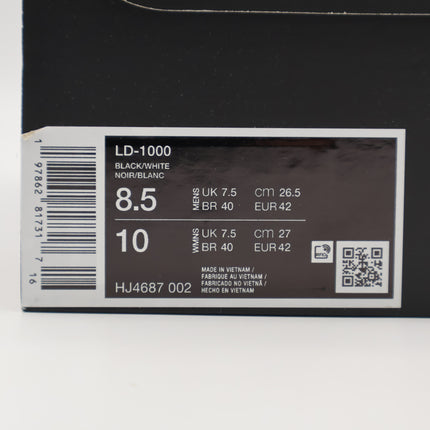 LD-1000
BLACK/WHITE
NOIR/BLANC
8.5 MENS UK 7.5 cm 26.5
BR 40 EUR 42
10 WMNS UK 7.5 cm 27
BR 40 EUR 42
MADE IN VIETNAM /
FABRIQUÉ AU VIETNAM /
FABRICADO NO VIETNÃ /
HECHO EN VIETNAM
HJ4687 002
1 97862 81731 7 16